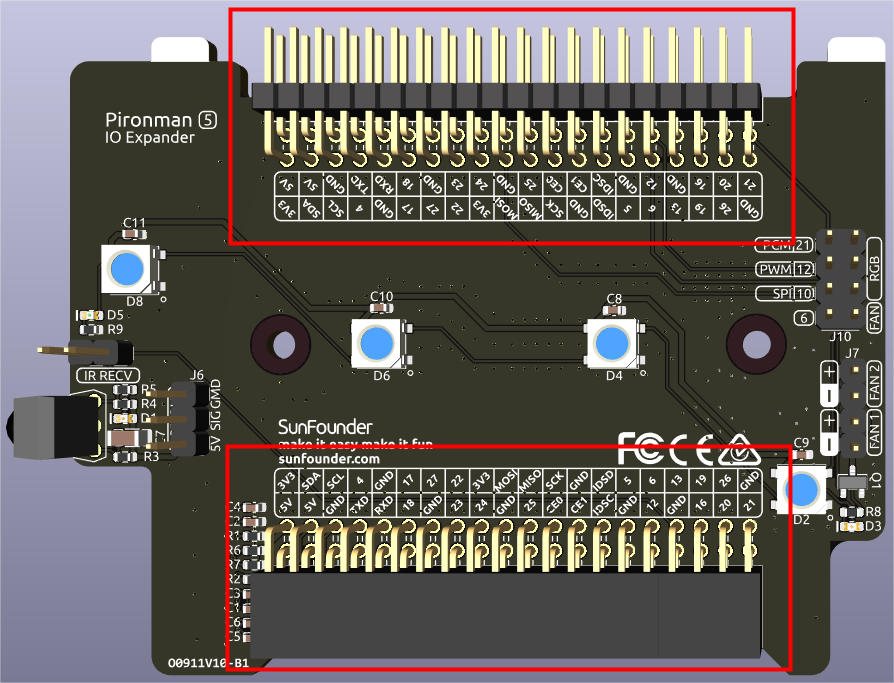 Pironman 5
IO Expander
5V 5V GND TXD RXD 18 GND 23 24 GND 25 CE0 CE1 IDSC GND 12 GND 16 20 21
3V3 SDA SCL 4 GND 17 27 22 3V3 MOSI MISO SCK GND IDSD 5 6 13 19 26 GND
C11
D8
D5
R9
IR RECV
R5
R4
R3
J6
5V SIG GMD
C10
D6
C8
D4
PCM 21
PWM 12
SPI 10
6
RGB
FAN
J10
J7
+
−
+
−
FAN 2
FAN 1
C9
D2
Q1
R8
D3
SunFounder
make it easy make it fun
sunfounder.com
FC CE
3V3 SDA SCL 4 GND 17 27 22 3V3 MOSI MISO SCK GND IDSD 5 6 13 19 26 GND
5V 5V GND TXD RXD 18 GND 23 24 GND 25 CE0 CE1 IDSC GND 12 GND 16 20 21
C4
C2
R1
R6
R7
R2
C3
C1
C6
C5
O0911V10-B1